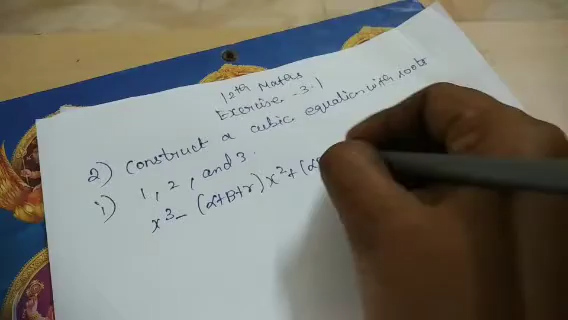 12th Maths
Exercise - 3.1
2) Construct a cubic equation with roots
i) 1, 2, and 3.
x³ - (α+β+γ) x² + (α